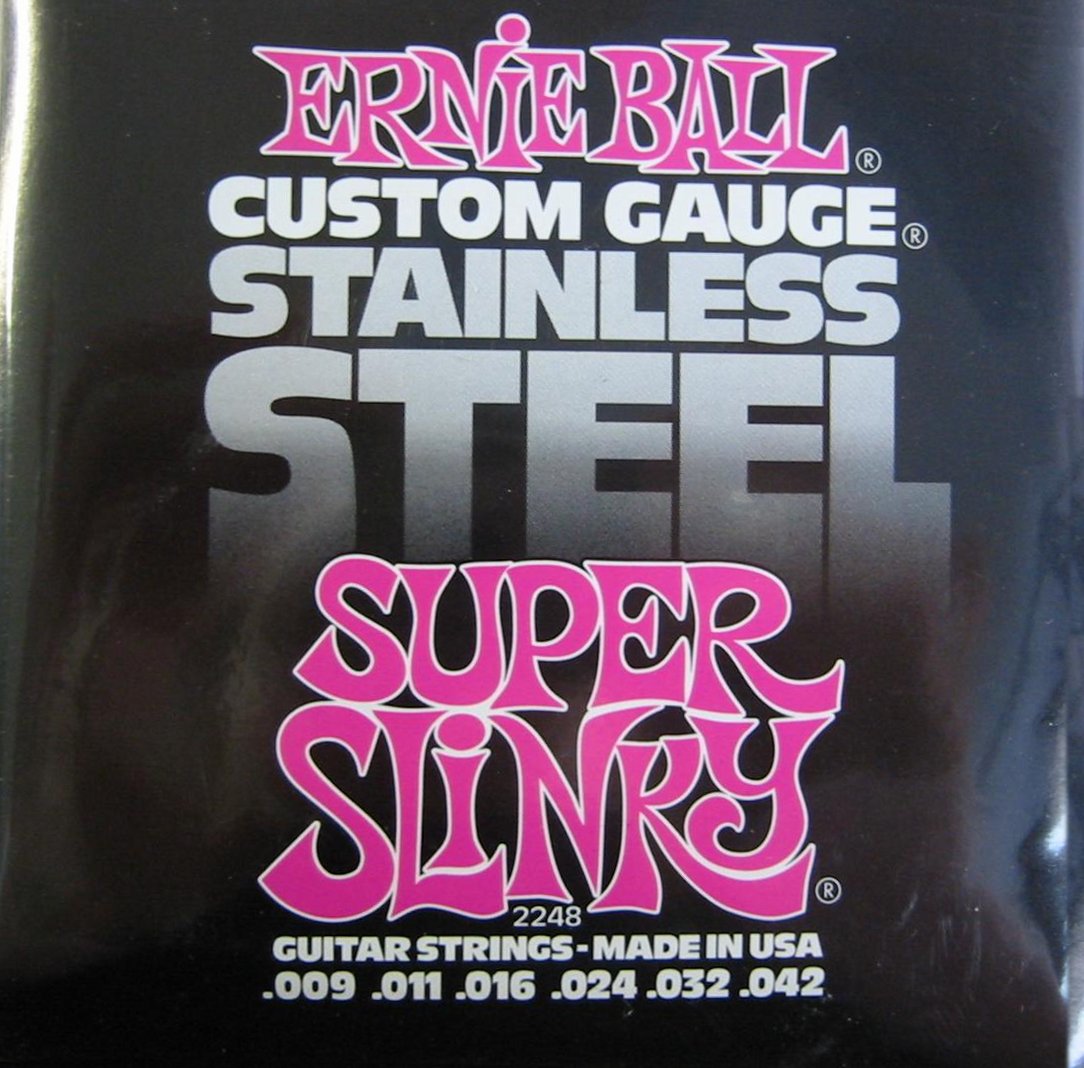 ERNIE BALL ®
CUSTOM GAUGE ®
STAINLESS
STEEL
SUPER
SLINKY ®
2248
GUITAR STRINGS - MADE IN USA
.009 .011 .016 .024 .032 .042